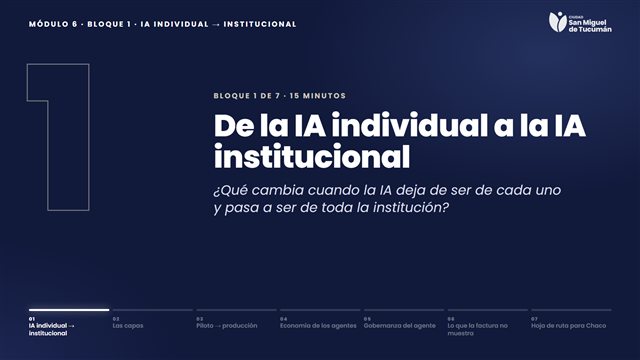 MÓDULO 6 · BLOQUE 1 · IA INDIVIDUAL → INSTITUCIONAL
CIUDAD
San Miguel
de Tucumán
1
BLOQUE 1 DE 7 · 15 MINUTOS
De la IA individual a la IA
institucional
¿Qué cambia cuando la IA deja de ser de cada uno
y pasa a ser de toda la institución?
01
IA individual →
institucional
02
Las capas
03
Piloto → producción
04
Economía de los agentes
05
Gobernanza del agente
06
Lo que la factura no
muestra
07
Hoja de ruta para Chaco